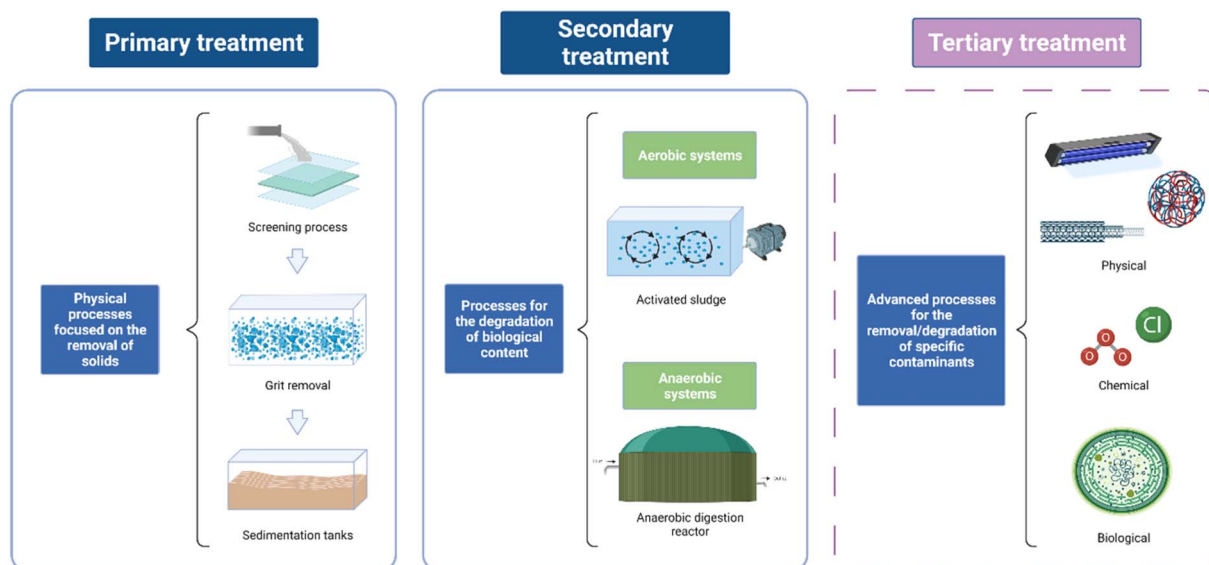 Primary treatment
Physical
processes
focused on the
removal of
solids
Screening process
Grit removal
Sedimentation tanks
Secondary
treatment
Processes for
the degradation
of biological
content
Aerobic systems
Activated sludge
Anaerobic
systems
Anaerobic digestion
reactor
Tertiary treatment
Advanced processes
for the
removal/degradation
of specific
contaminants
Physical
O
O
O
Cl
Chemical
Biological